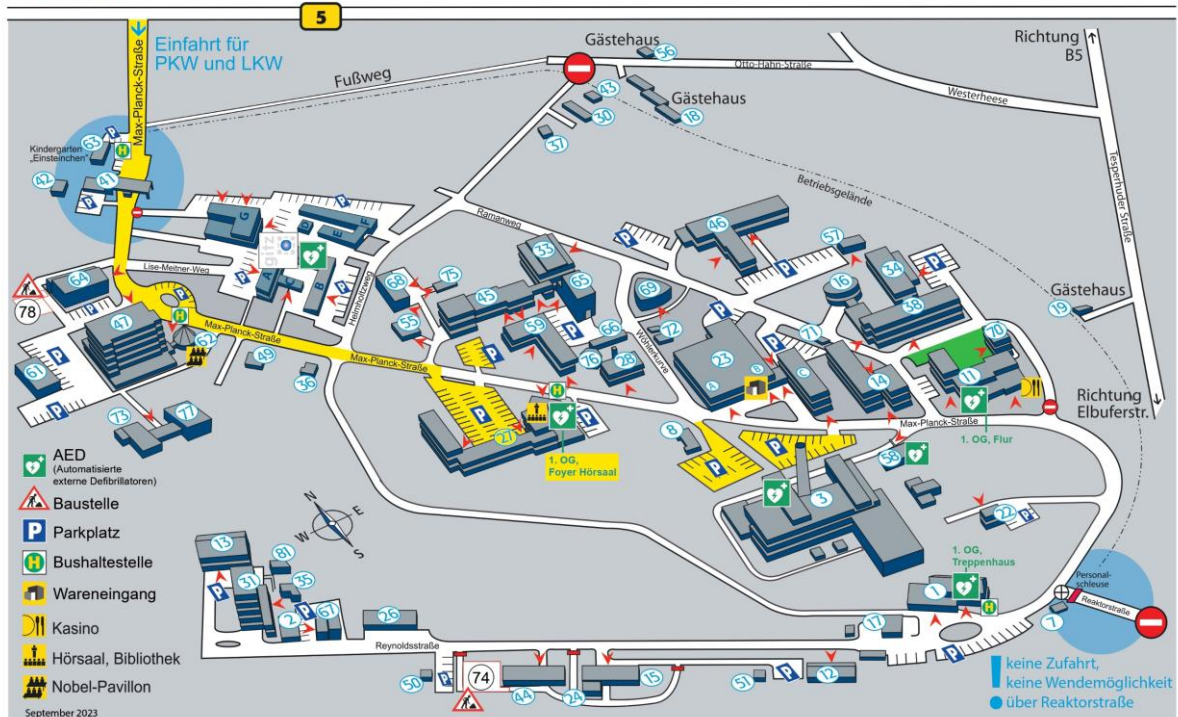 5
Einfahrt für
PKW und LKW
Max-Planck-Straße
Fußweg
Gästehaus
56
Otto-Hahn-Straße
Richtung
B5
Westerheese
Tesperhuder Straße
43
30
37
Gästehaus
18
Kindergarten
„Einsteinchen“
63
P
H
42
41
P
Betriebsgelände
G
P
D
E
F
gitz
A
C
B
P
P
Lise-Meitner-Weg
Helmholtzweg
Ramanweg
46
P
57
P
34
P
33
65
69
16
38
Gästehaus
19
64
78
P
H
47
62
Max-Planck-Straße
68
75
45
55
59
P
66
76
28
72
Wöhlerkurve
P
71
70
23
A
B
C
14
11
61
P
49
36
Max-Planck-Straße
P
P
H
27
P
1. OG,
Foyer Hörsaal
8
P
P
Max-Planck-Straße
1. OG, Flur
Richtung
Elbuferstr.
73
77
58
3
22
P
AED
(Automatisierte
externe Defibrillatoren)
Baustelle
P
Parkplatz
H
Bushaltestelle
Wareneingang
Kasino
Hörsaal, Bibliothek
Nobel-Pavillon
September 2023
N
E
S
W
13
81
31
35
P
P
2
67
26
Reynoldsstraße
P
50
74
44
24
15
51
P
12
17
1. OG,
Treppenhaus
1
H
P
Personal-
schleuse
Reaktorstraße
7
! keine Zufahrt,
keine Wendemöglichkeit
über Reaktorstraße